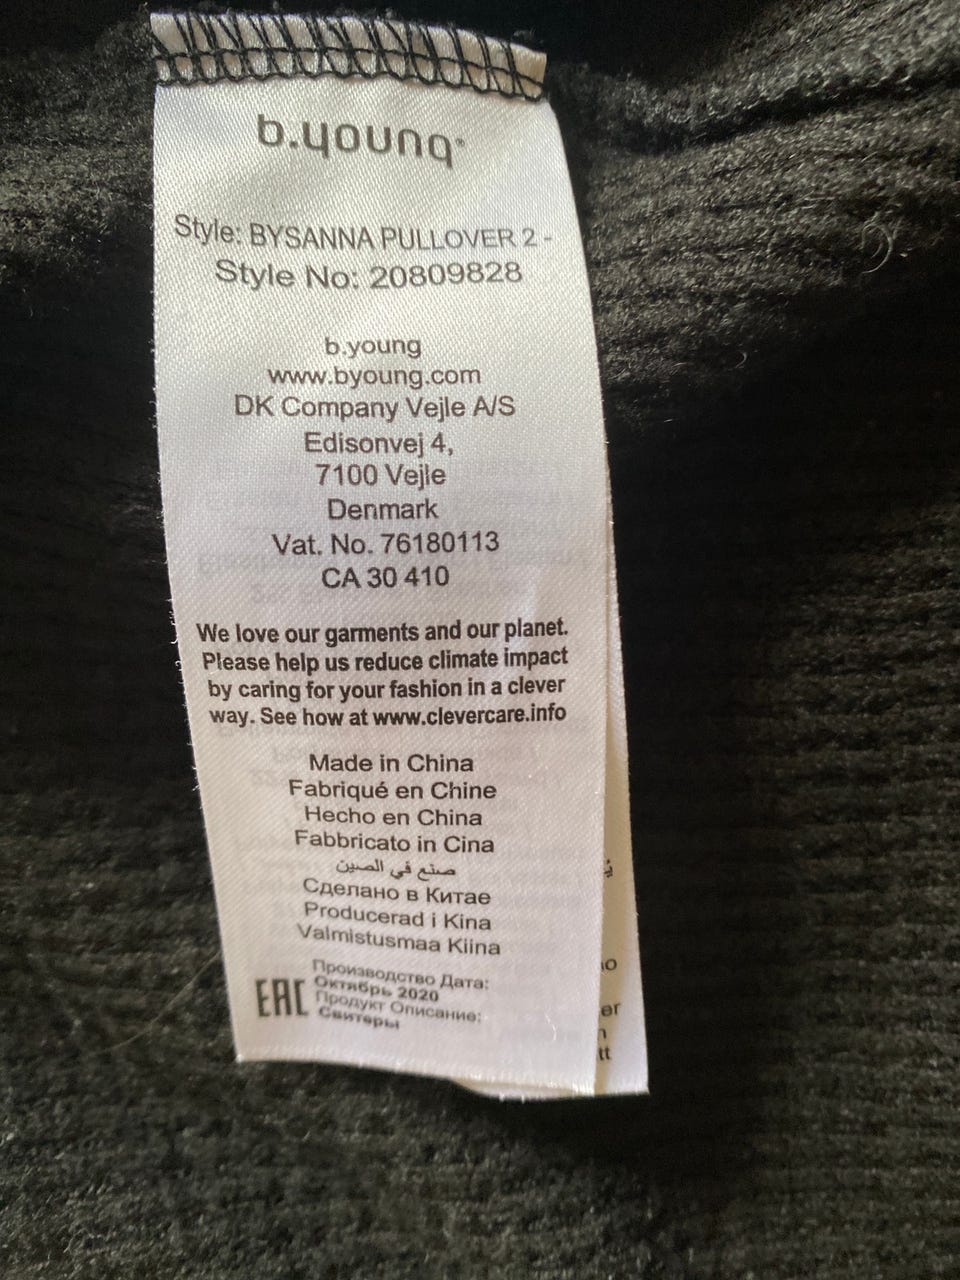 b.young®
Style: BYSANNA PULLOVER 2 -
Style No: 20809828
b.young
www.byoung.com
DK Company Vejle A/S
Edisonvej 4,
7100 Vejle
Denmark
Vat. No. 76180113
CA 30 410
We love our garments and our planet.
Please help us reduce climate impact
by caring for your fashion in a clever
way. See how at www.clevercare.info
Made in China
Fabriqué en Chine
Hecho en China
Fabbricato in Cina
صنع في الصين
Сделано в Китае
Producerad i Kina
Valmistusmaa Kiina
EAC
Производство Дата:
Октябрь 2020
Продукт Описание:
Свитеры